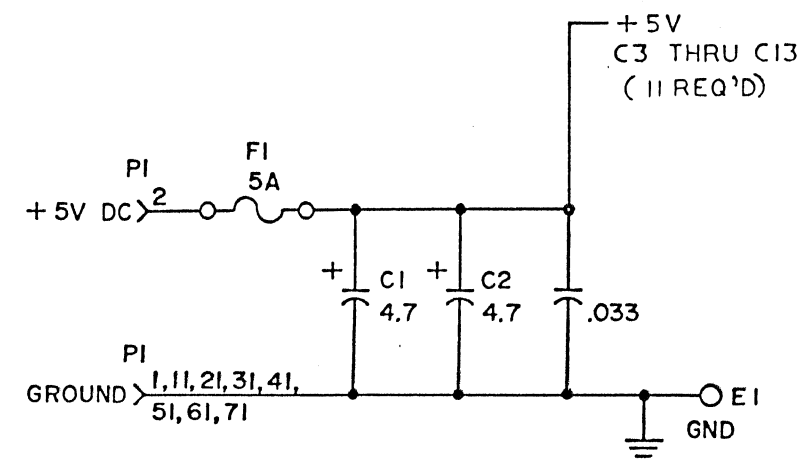 +5V
C3 THRU C13
(11 REQ'D)
F1
5A
P1
2
+5V DC
+
C1
4.7
+
C2
4.7
.033
P1
GROUND
1,11,21,31,41,
51,61,71
E1
GND